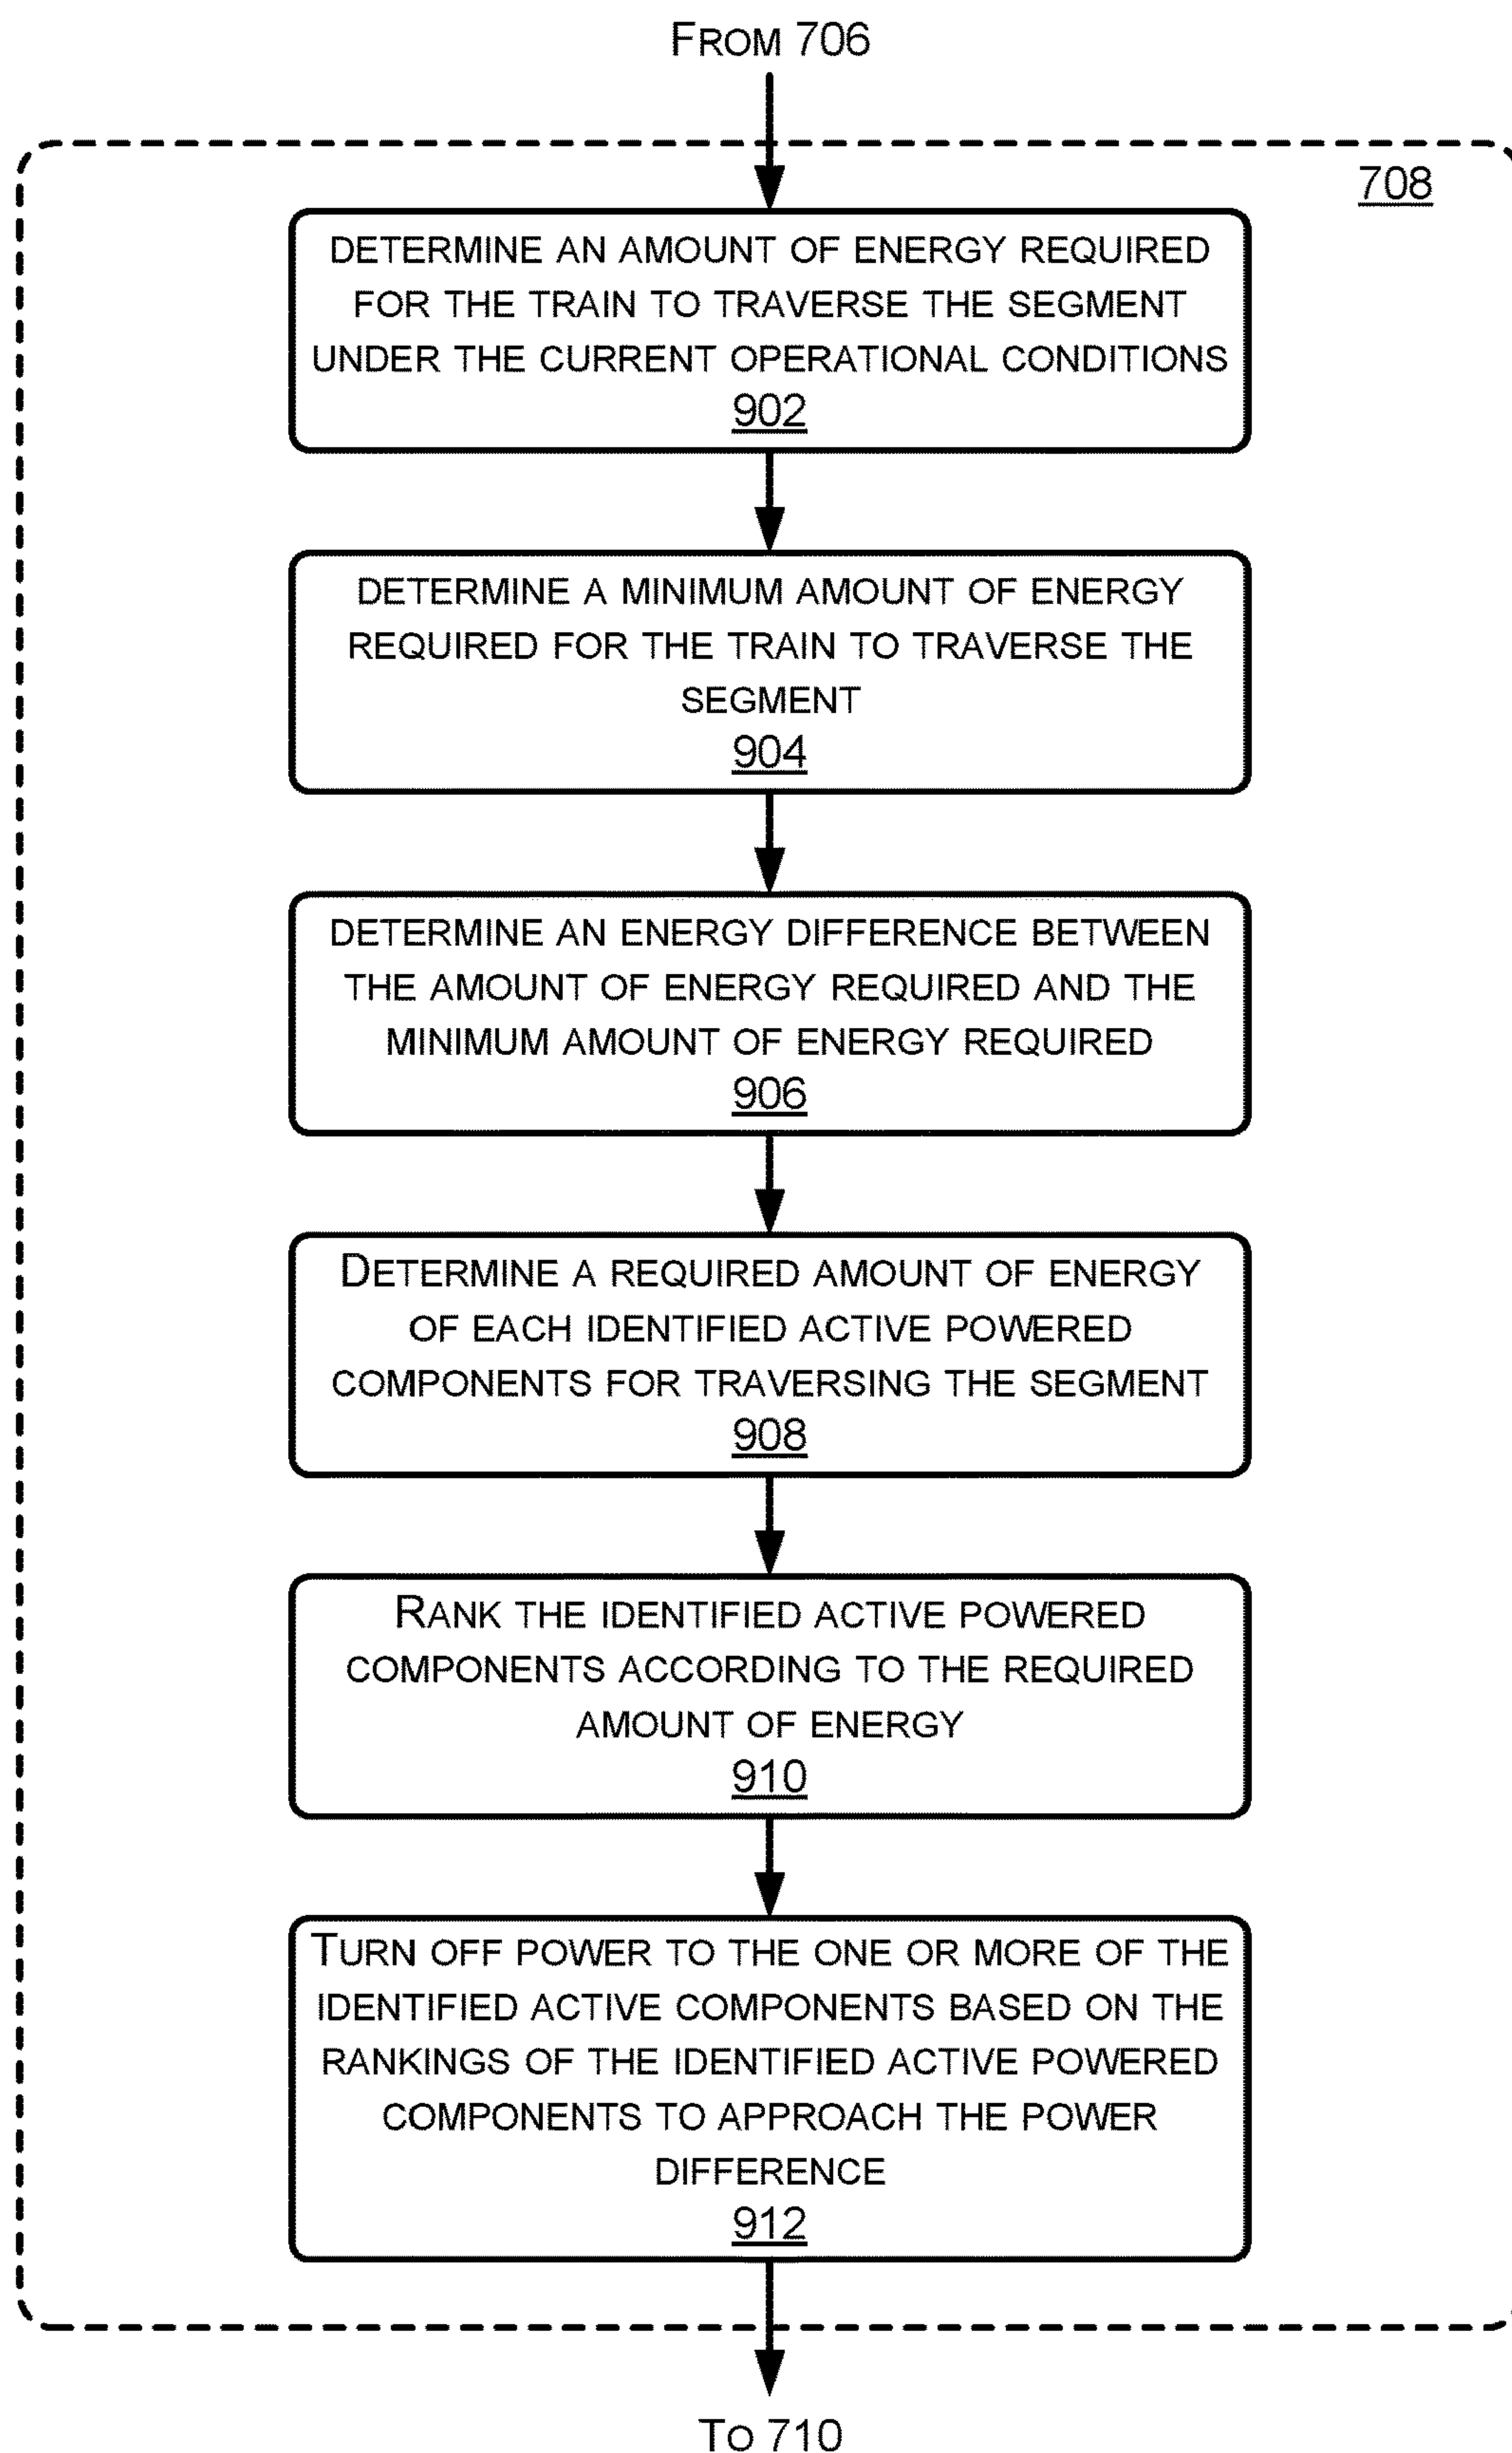 FROM 706
708
DETERMINE AN AMOUNT OF ENERGY REQUIRED
FOR THE TRAIN TO TRAVERSE THE SEGMENT
UNDER THE CURRENT OPERATIONAL CONDITIONS
902
DETERMINE A MINIMUM AMOUNT OF ENERGY
REQUIRED FOR THE TRAIN TO TRAVERSE THE
SEGMENT
904
DETERMINE AN ENERGY DIFFERENCE BETWEEN
THE AMOUNT OF ENERGY REQUIRED AND THE
MINIMUM AMOUNT OF ENERGY REQUIRED
906
DETERMINE A REQUIRED AMOUNT OF ENERGY
OF EACH IDENTIFIED ACTIVE POWERED
COMPONENTS FOR TRAVERSING THE SEGMENT
908
RANK THE IDENTIFIED ACTIVE POWERED
COMPONENTS ACCORDING TO THE REQUIRED
AMOUNT OF ENERGY
910
TURN OFF POWER TO THE ONE OR MORE OF THE
IDENTIFIED ACTIVE COMPONENTS BASED ON THE
RANKINGS OF THE IDENTIFIED ACTIVE POWERED
COMPONENTS TO APPROACH THE POWER
DIFFERENCE
912
TO 710